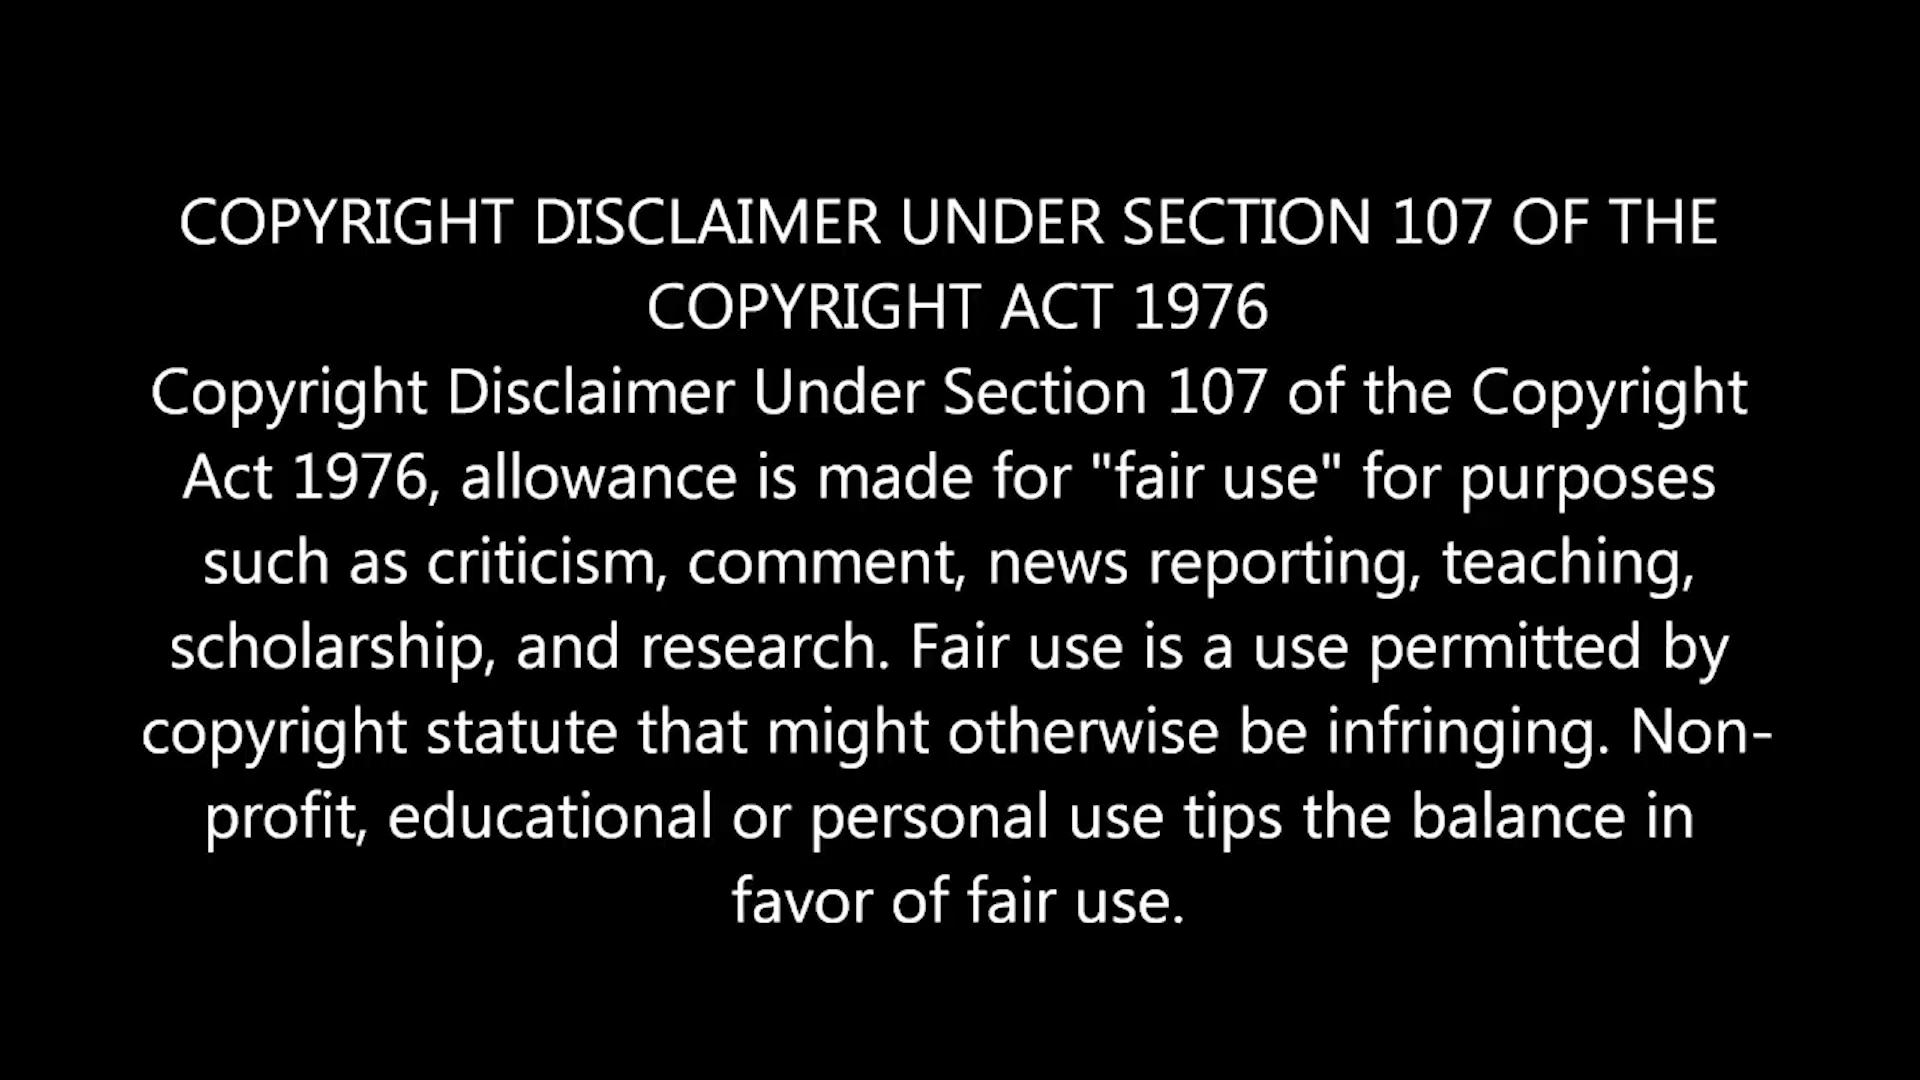 COPYRIGHT DISCLAIMER UNDER SECTION 107 OF THE
COPYRIGHT ACT 1976
Copyright Disclaimer Under Section 107 of the Copyright
Act 1976, allowance is made for "fair use" for purposes
such as criticism, comment, news reporting, teaching,
scholarship, and research. Fair use is a use permitted by
copyright statute that might otherwise be infringing. Non-
profit, educational or personal use tips the balance in
favor of fair use.